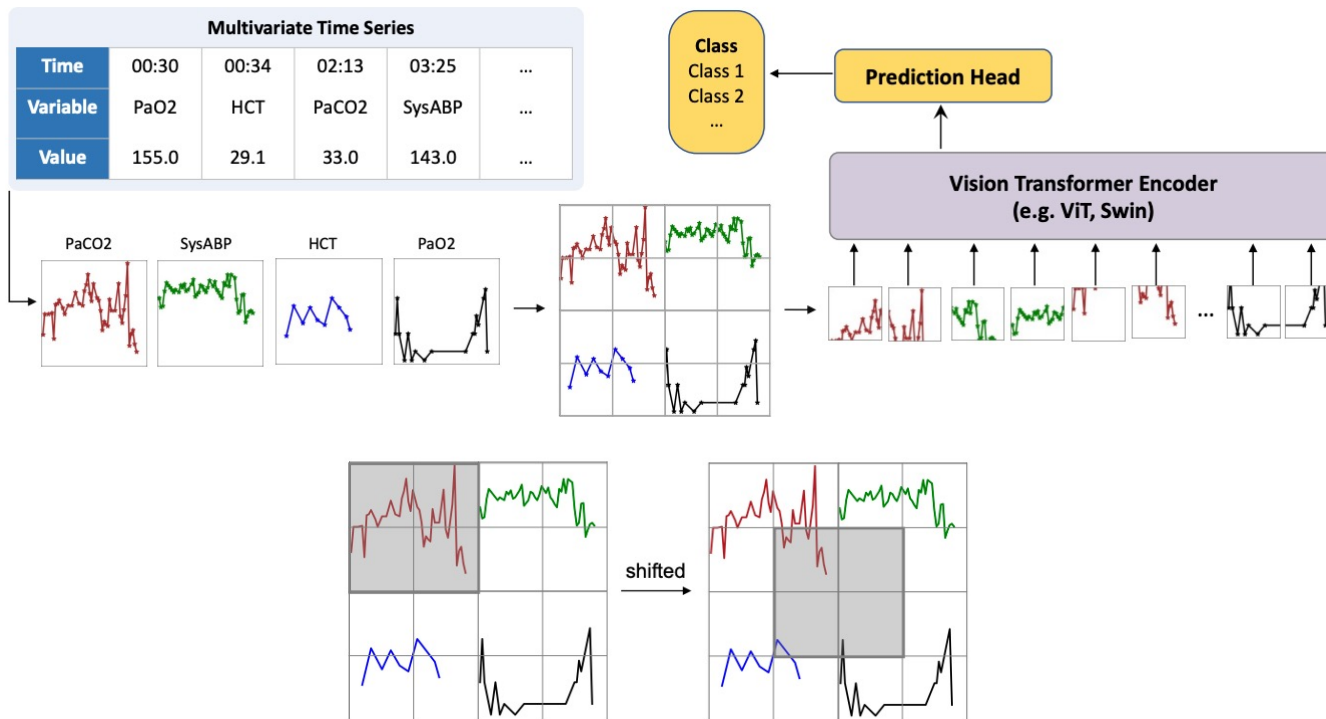 Multivariate Time Series
Time 00:30 00:34 02:13 03:25 ...
Variable PaO2 HCT PaCO2 SysABP ...
Value 155.0 29.1 33.0 143.0 ...
Class
Class 1
Class 2
...
Prediction Head
Vision Transformer Encoder
(e.g. ViT, Swin)
PaCO2 SysABP HCT PaO2
...
shifted